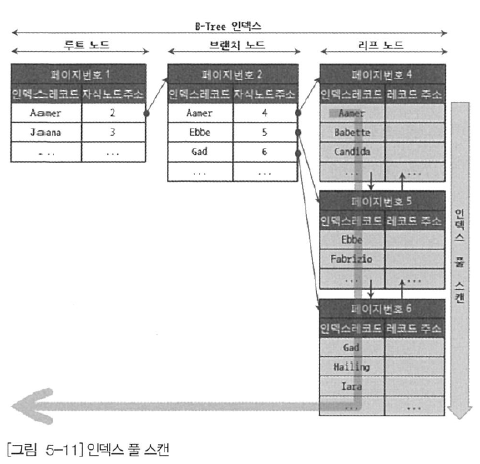 B-Tree 인덱스
루트 노드 브랜치 노드 리프 노드
페이지번호 1
인덱스레코드 자식노드주소
Aamer 2
Jamana 3
... ...
페이지번호 2
인덱스레코드 자식노드주소
Aamer 4
Ebbe 5
Gad 6
... ...
페이지번호 4
인덱스레코드 레코드 주소
Aamer
Babette
Candida
... ...
페이지번호 5
인덱스레코드 레코드 주소
Ebbe
Fabrizio
... ...
페이지번호 6
인덱스레코드 레코드 주소
Gad
Hailing
Iara
... ...
인덱스 풀 스캔
[그림 5-11] 인덱스 풀 스캔